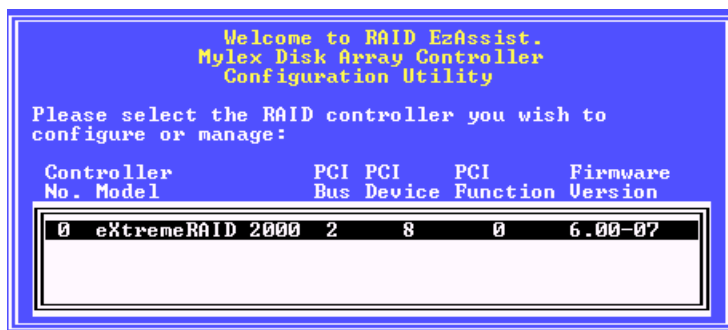 Welcome to RAID EzAssist.
Mylex Disk Array Controller
Configuration Utility
Please select the RAID controller you wish to
configure or manage:
Controller PCI PCI PCI Firmware
No. Model Bus Device Function Version
0 eXtremeRAID 2000 2 8 0 6.00-07